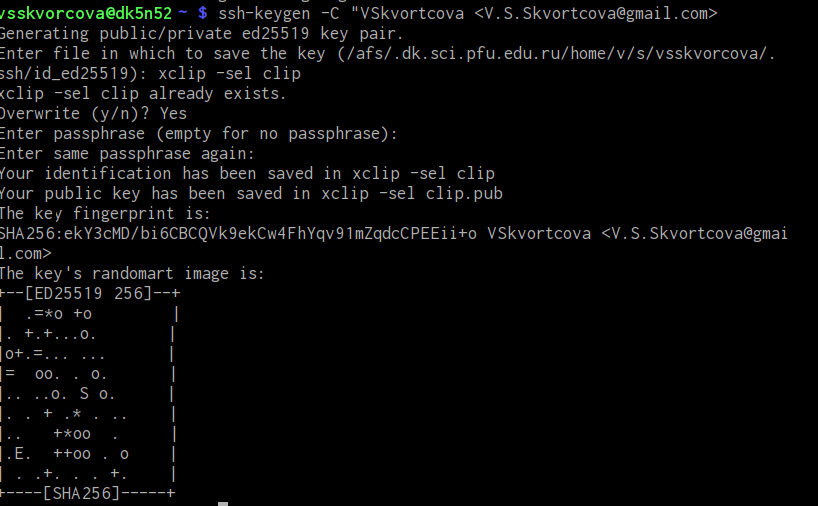 vsskvorcova@dk5n52 ~ $ ssh-keygen -C "VSkvortcova <V.S.Skvortcova@gmail.com>
Generating public/private ed25519 key pair.
Enter file in which to save the key (/afs/.dk.sci.pfu.edu.ru/home/v/s/vsskvorcova/.
ssh/id_ed25519): xclip -sel clip
xclip -sel clip already exists.
Overwrite (y/n)? Yes
Enter passphrase (empty for no passphrase):
Enter same passphrase again:
Your identification has been saved in xclip -sel clip
Your public key has been saved in xclip -sel clip.pub
The key fingerprint is:
SHA256:ekY3cMD/bi6CBCQVk9ekCw4FhYqv91mZqdcCPEEii+o VSkvortcova <V.S.Skvortcova@gmai
l.com>
The key's randomart image is:
+--[ED25519 256]--+
|  .=*o +o        |
|. +.+...o.       |
|o+.=... ...      |
|=  oo. . o.      |
|.. ..o. S o.     |
|. . + .* . ..    |
|..   +*oo  .     |
|.E.  ++oo . o    |
| . .+. . . +.    |
+----[SHA256]-----+